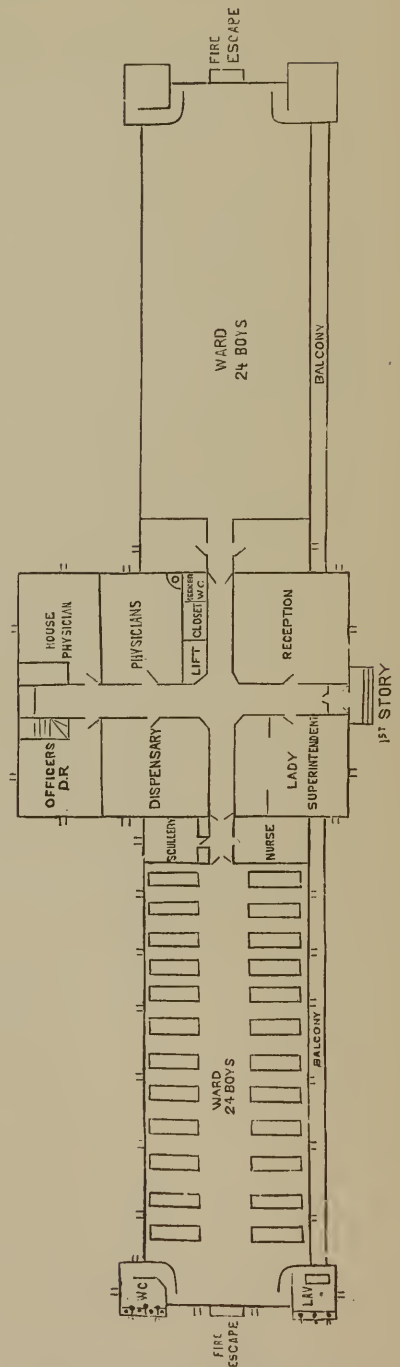 OFFICERS
D.R.
HOUSE
PHYSICIAN
DISPENSARY
PHYSICIANS
WC
SCULLERY
LIFT
CLOSET
W.C.
FIRE
ESCAPE
WARD
24 BOYS
WARD
24 BOYS
FIRE
ESCAPE
NURSE
LADY
SUPERINTENDENT
RECEPTION
LAV
BALCONY
BALCONY
1ST STORY